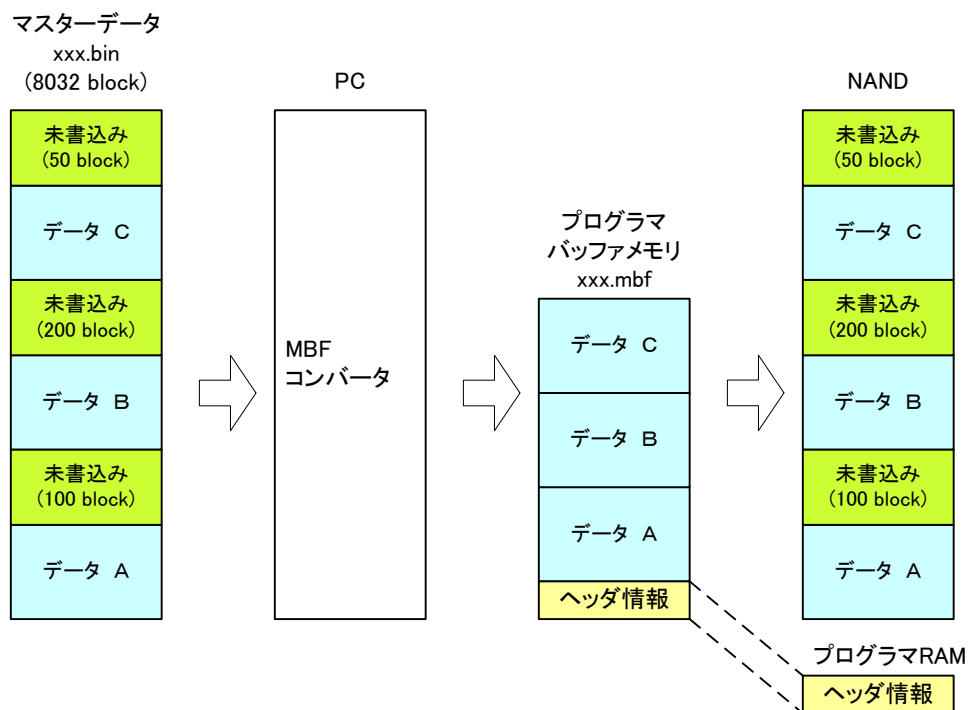 マスターデータ
xxx.bin
(8032 block)
未書込み
(50 block)
データ C
未書込み
(200 block)
データ B
未書込み
(100 block)
データ A
PC
MBF
コンバータ
プログラマ
バッファメモリ
xxx.mbf
データ C
データ B
データ A
ヘッダ情報
NAND
未書込み
(50 block)
データ C
未書込み
(200 block)
データ B
未書込み
(100 block)
データ A
プログラマRAM
ヘッダ情報